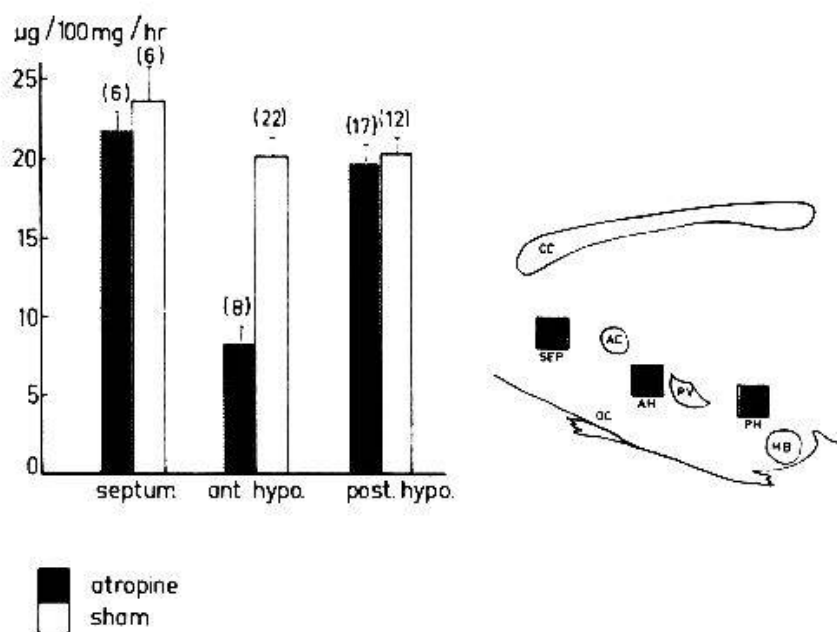 µg/100mg/hr
(6)
(6)
(22)
(17)
(12)
(8)
25
20
15
10
5
0
septum.
ant hypo.
post. hypo.
CC
AC
SEP
AH
PV
PH
OC
MB
atropine
sham